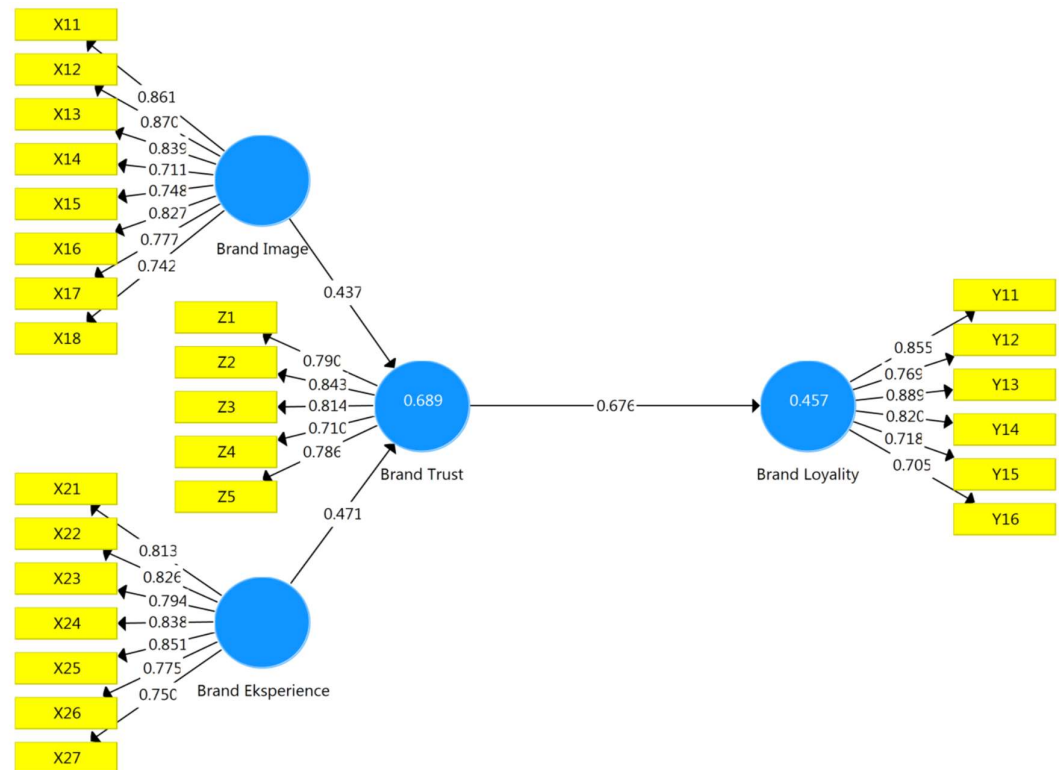 X11
X12
X13
X14
X15
X16
X17
X18
0.861
0.870
0.839
0.711
0.748
0.827
0.777
0.742
Brand Image
0.437
Z1
Z2
Z3
Z4
Z5
0.790
0.843
0.814
0.710
0.786
0.689
Brand Trust
0.676
0.457
Brand Loyality
0.855
0.769
0.889
0.820
0.718
0.705
Y11
Y12
Y13
Y14
Y15
Y16
0.471
X21
X22
X23
X24
X25
X26
X27
0.813
0.826
0.794
0.838
0.851
0.775
0.750
Brand Eksperience